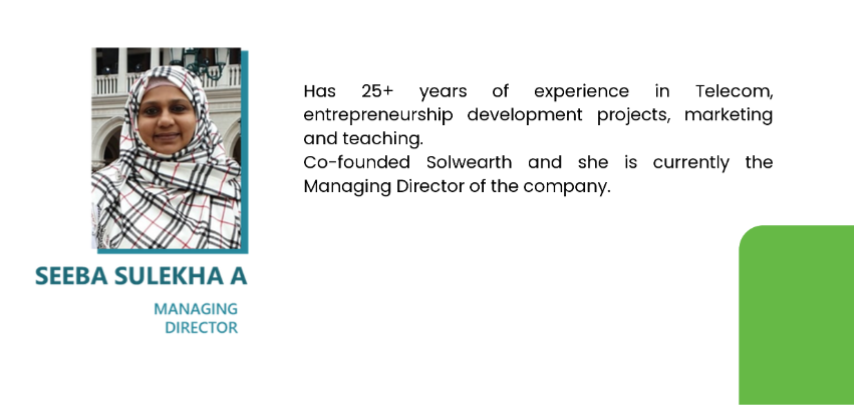 Has 25+ years of experience in Telecom,
entrepreneurship development projects, marketing
and teaching.
Co-founded Solwearth and she is currently the
Managing Director of the company.
SEEBA SULEKHA A
MANAGING
DIRECTOR